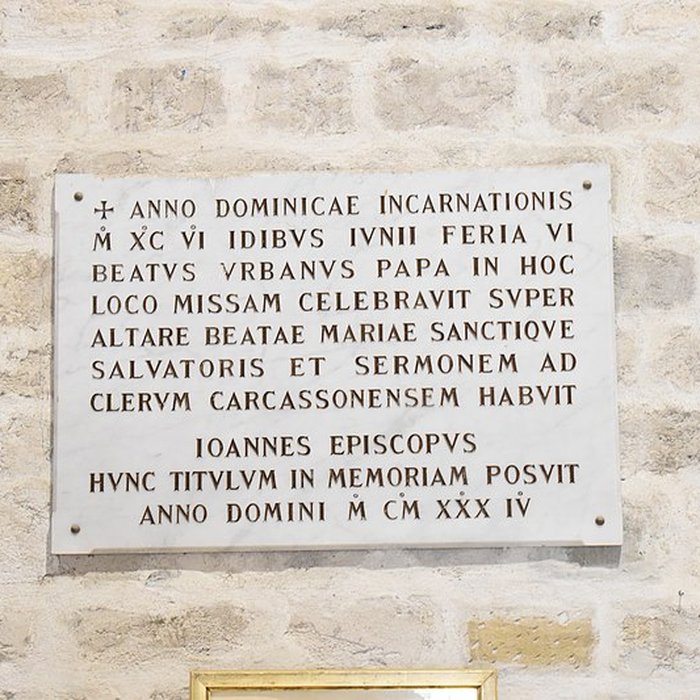 ✢ ANNO DOMINICAE INCARNATIONIS
M̊ XC̊ VI̊ IDIBVS IVNII FERIA VI
BEATVS VRBANVS PAPA IN HOC
LOCO MISSAM CELEBRAVIT SVPER
ALTARE BEATAE MARIAE SANCTIQVE
SALVATORIS ET SERMONEM AD
CLERVM CARCASSONENSEM HABVIT
IOANNES EPISCOPVS
HVNC TITVLVM IN MEMORIAM POSVIT
ANNO DOMINI M̊ CM̊ XXX̊ IV̊